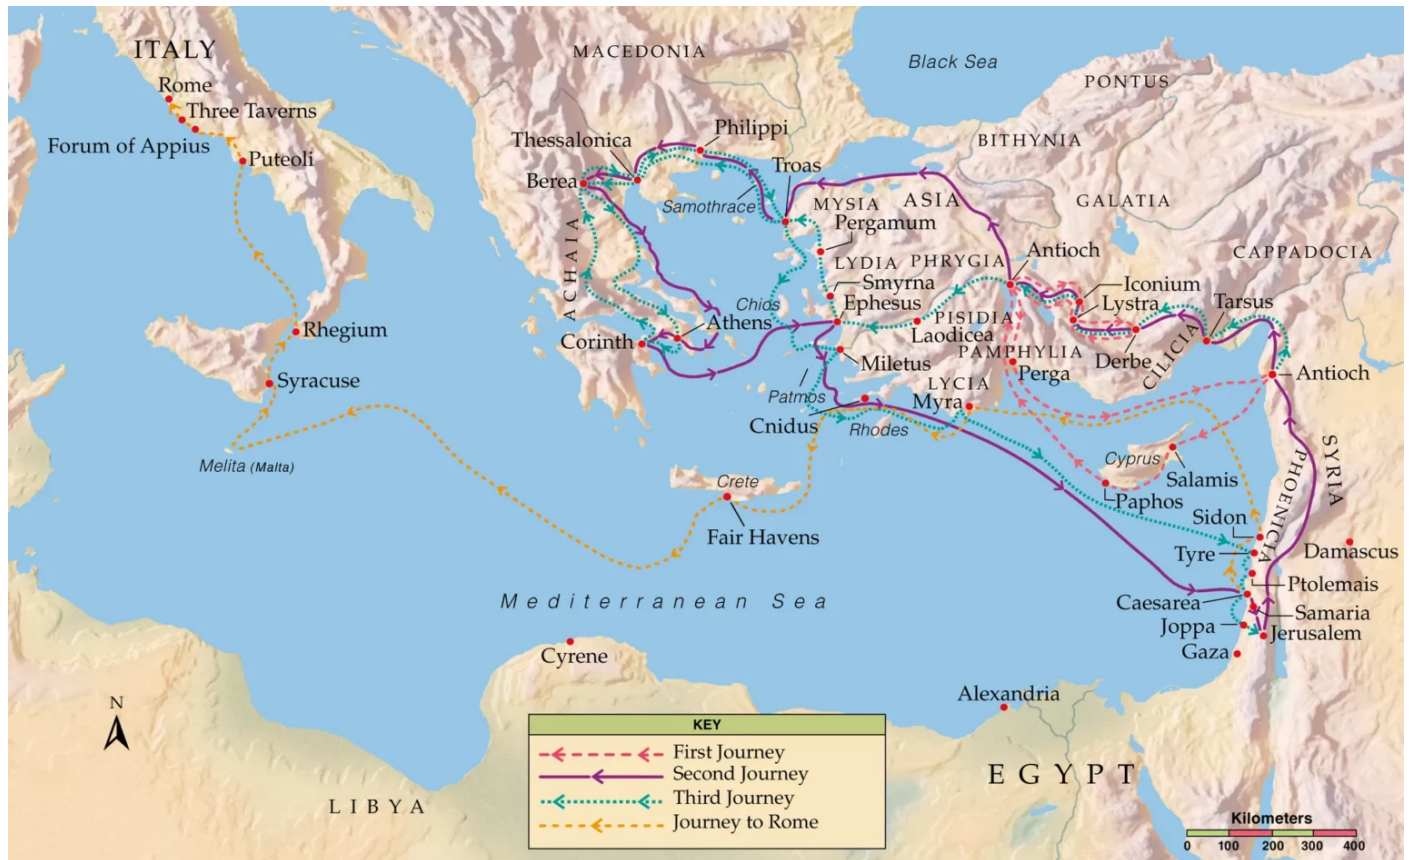 ITALY
MACEDONIA
Black Sea
PONTUS
Rome
Three Taverns
Forum of Appius
Puteoli
Thessalonica
Philippi
BITHYNIA
Berea
Troas
Samothrace
MYSIA
ASIA
GALATIA
Pergamum
Antioch
CAPPADOCIA
ACHAIA
LYDIA
PHRYGIA
Smyrna
Iconium
Ephesus
Lystra
Tarsus
Chios
Rhegium
Athens
PISIDIA
Laodicea
Corinth
PAMPHYLIA
Derbe
CILICIA
Miletus
Perga
Syracuse
Antioch
LYCIA
Patmos
Myra
Cnidus
Rhodes
Melita (Malta)
Cyprus
SYRIA
PHOENICIA
Crete
Salamis
Paphos
Sidon
Fair Havens
Tyre
Damascus
Ptolemais
Mediterranean Sea
Caesarea
Samaria
Joppa
Jerusalem
Cyrene
Gaza
Alexandria
N
KEY
First Journey
Second Journey
Third Journey
Journey to Rome
EGYPT
LIBYA
Kilometers
0 100 200 300 400